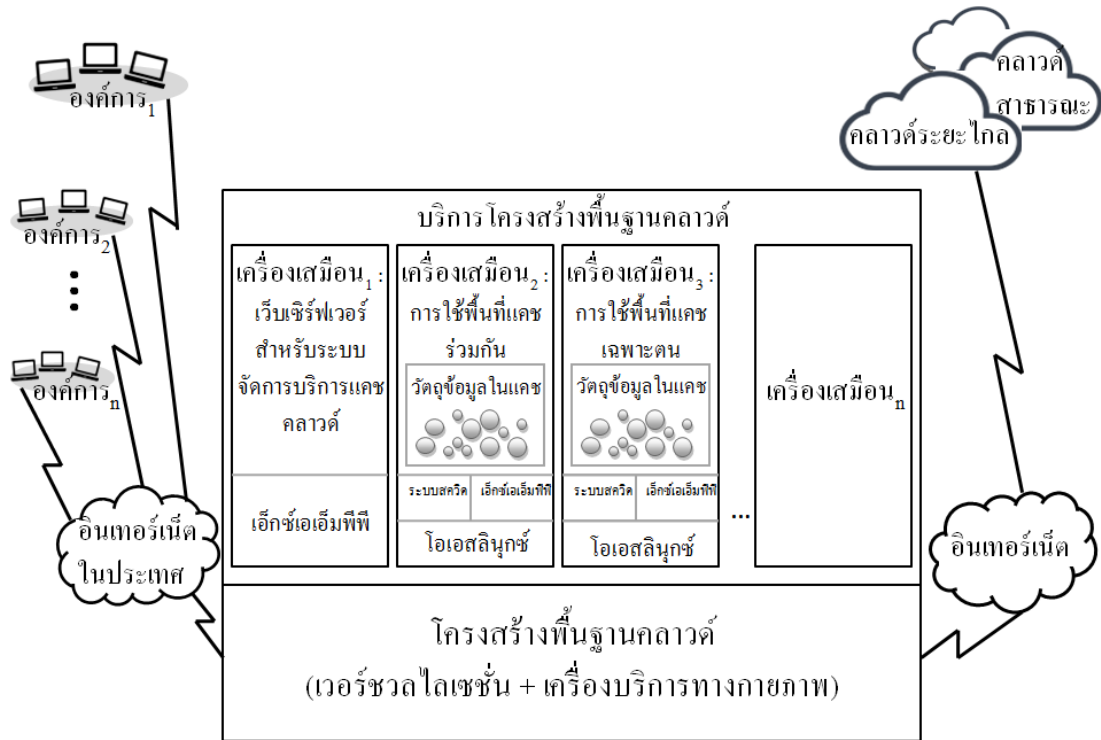 องค์การ1
องค์การ2
องค์การn
อินเทอร์เน็ต
ในประเทศ
คลาวด์
สาธารณะ
คลาวด์ระยะไกล
บริการโครงสร้างพื้นฐานคลาวด์
เครื่องเสมือน1 :
เว็บเซิร์ฟเวอร์
สำหรับระบบ
จัดการบริการแคช
คลาวด์
เอ็กซ์เอเอ็มพีพี
เครื่องเสมือน2 :
การใช้พื้นที่แคช
ร่วมกัน
วัตถุข้อมูลในแคช
ระบบสควิด
เอ็กซ์เอเอ็มพีพี
โอเอสลินุกซ์
เครื่องเสมือน3 :
การใช้พื้นที่แคช
เฉพาะตน
วัตถุข้อมูลในแคช
ระบบสควิด
เอ็กซ์เอเอ็มพีพี
โอเอสลินุกซ์
...
เครื่องเสมือนn
อินเทอร์เน็ต
โครงสร้างพื้นฐานคลาวด์
(เวอร์ชวลไลเซชั่น + เครื่องบริการทางกายภาพ)